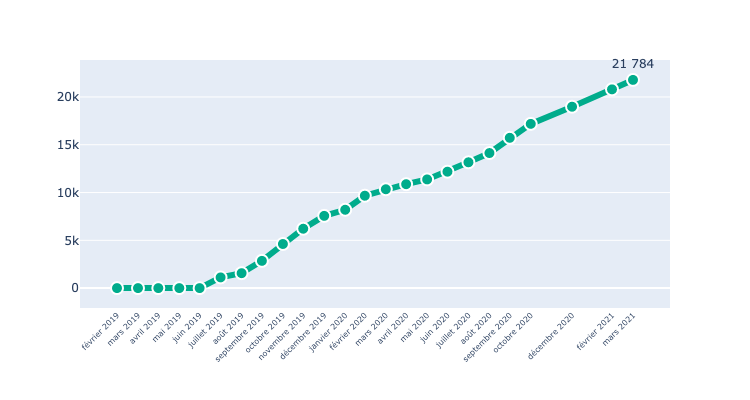 21 784
20k
15k
10k
5k
0
février 2019
mars 2019
avril 2019
mai 2019
juin 2019
juillet 2019
août 2019
septembre 2019
octobre 2019
novembre 2019
décembre 2019
janvier 2020
février 2020
mars 2020
avril 2020
mai 2020
juin 2020
juillet 2020
août 2020
septembre 2020
octobre 2020
décembre 2020
février 2021
mars 2021